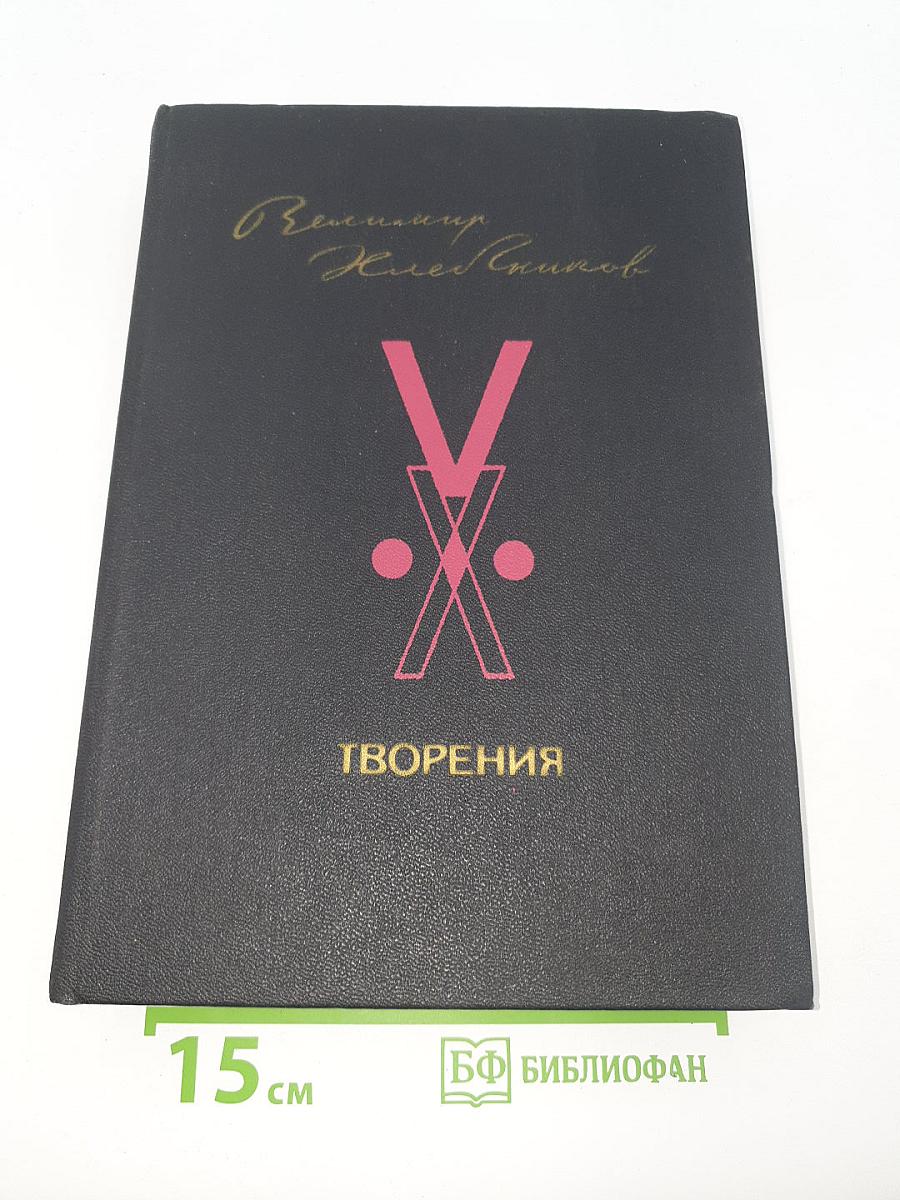 Велимир
Хлебников
ТВОРЕНИЯ
15 см
БФ БИБЛИОФАН